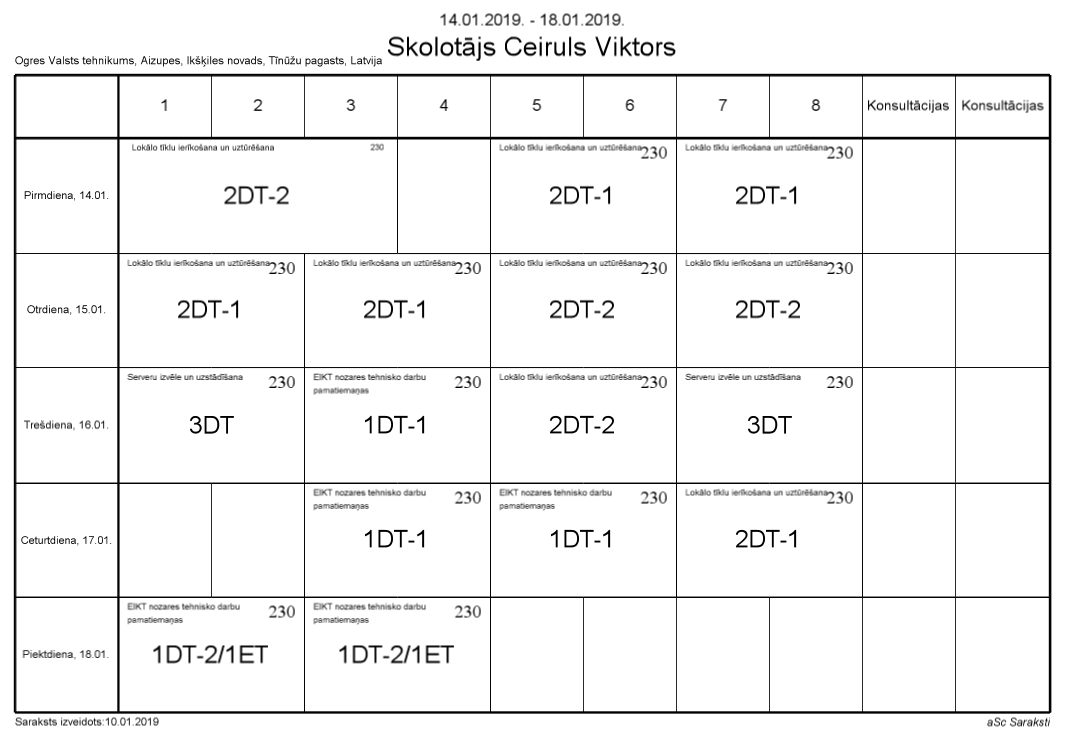 14.01.2019. - 18.01.2019.
Skolotājs Ceiruls Viktors
Ogres Valsts tehnikums, Aizupes, Ikšķiles novads, Tīnūžu pagasts, Latvija
1 2 3 4 5 6 7 8 Konsultācijas Konsultācijas
Pirmdiena, 14.01.
Lokālo tīklu ierīkošana un uztūrēšana 230
2DT-2
Lokālo tīklu ierīkošana un uztūrēšana 230
2DT-1
Lokālo tīklu ierīkošana un uztūrēšana 230
2DT-1
Otrdiena, 15.01.
Lokālo tīklu ierīkošana un uztūrēšana 230
2DT-1
Lokālo tīklu ierīkošana un uztūrēšana 230
2DT-1
Lokālo tīklu ierīkošana un uztūrēšana 230
2DT-2
Lokālo tīklu ierīkošana un uztūrēšana 230
2DT-2
Trešdiena, 16.01.
Serveru izvēle un uzstādīšana 230
3DT
EIKT nozares tehnisko darbu 230
pamatiemaņas
1DT-1
Lokālo tīklu ierīkošana un uztūrēšana 230
2DT-2
Serveru izvēle un uzstādīšana 230
3DT
Ceturtdiena, 17.01.
EIKT nozares tehnisko darbu 230
pamatiemaņas
1DT-1
EIKT nozares tehnisko darbu 230
pamatiemaņas
1DT-1
Lokālo tīklu ierīkošana un uztūrēšana 230
2DT-1
Piektdiena, 18.01.
EIKT nozares tehnisko darbu 230
pamatiemaņas
1DT-2/1ET
EIKT nozares tehnisko darbu 230
pamatiemaņas
1DT-2/1ET
Saraksts izveidots:10.01.2019
aSc Saraksti